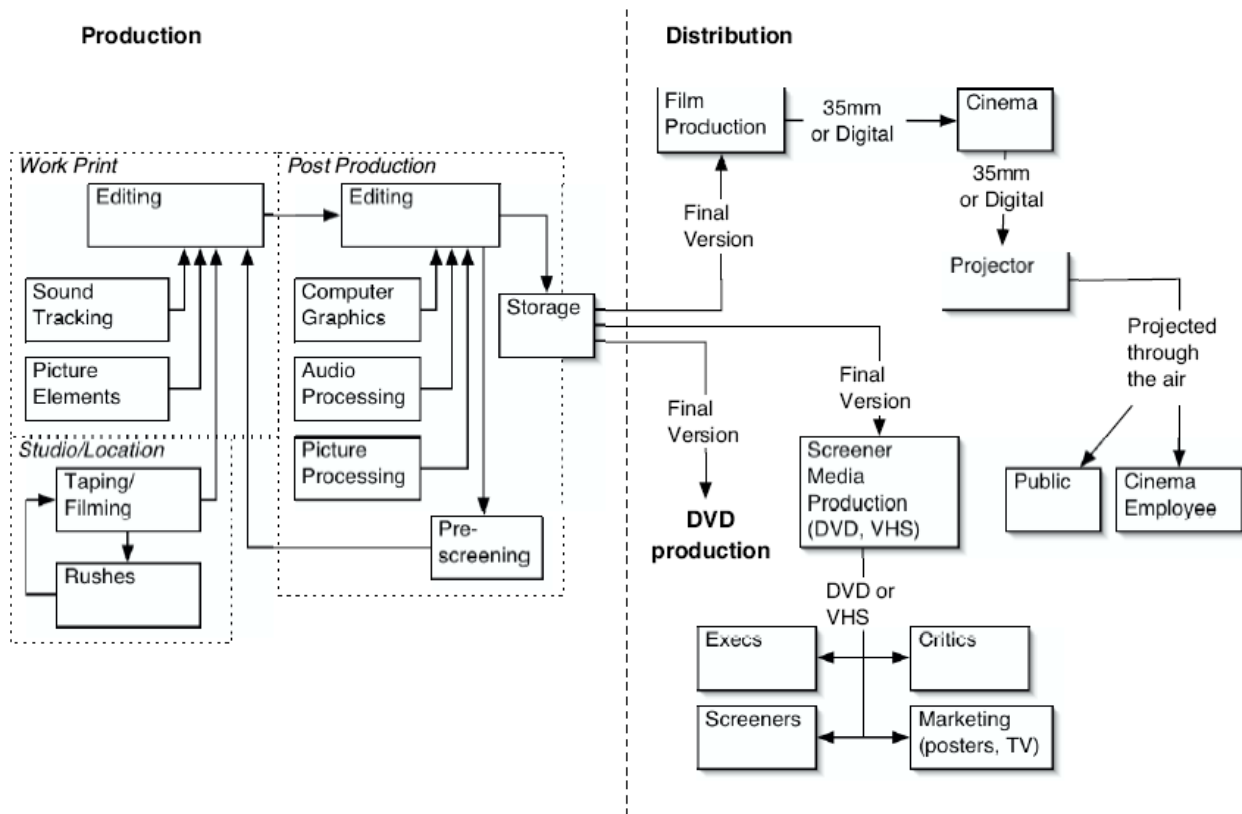 Production
Work Print
Editing
Sound
Tracking
Picture
Elements
Studio/Location
Taping/
Filming
Rushes
Post Production
Editing
Computer
Graphics
Audio
Processing
Picture
Processing
Pre-
screening
Storage
Distribution
Film
Production
35mm
or Digital
Cinema
35mm
or Digital
Projector
Projected
through
the air
Public
Cinema
Employee
Final
Version
Final
Version
Final
Version
DVD
production
Screener
Media
Production
(DVD, VHS)
DVD or
VHS
Execs
Critics
Screeners
Marketing
(posters, TV)